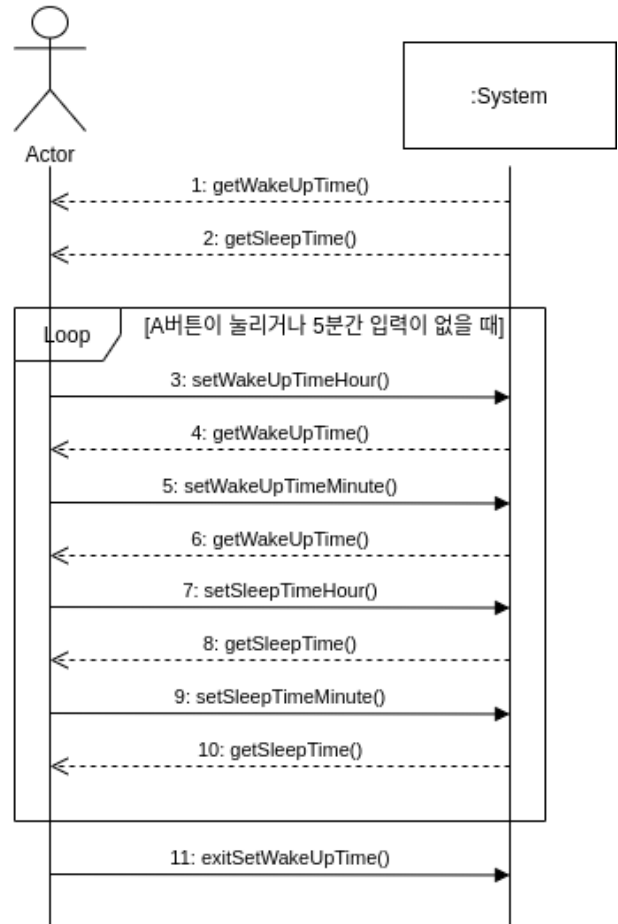 :System
Actor
1: getWakeUpTime()
2: getSleepTime()
Loop
[A버튼이 눌리거나 5분간 입력이 없을 때]
3: setWakeUpTimeHour()
4: getWakeUpTime()
5: setWakeUpTimeMinute()
6: getWakeUpTime()
7: setSleepTimeHour()
8: getSleepTime()
9: setSleepTimeMinute()
10: getSleepTime()
11: exitSetWakeUpTime()